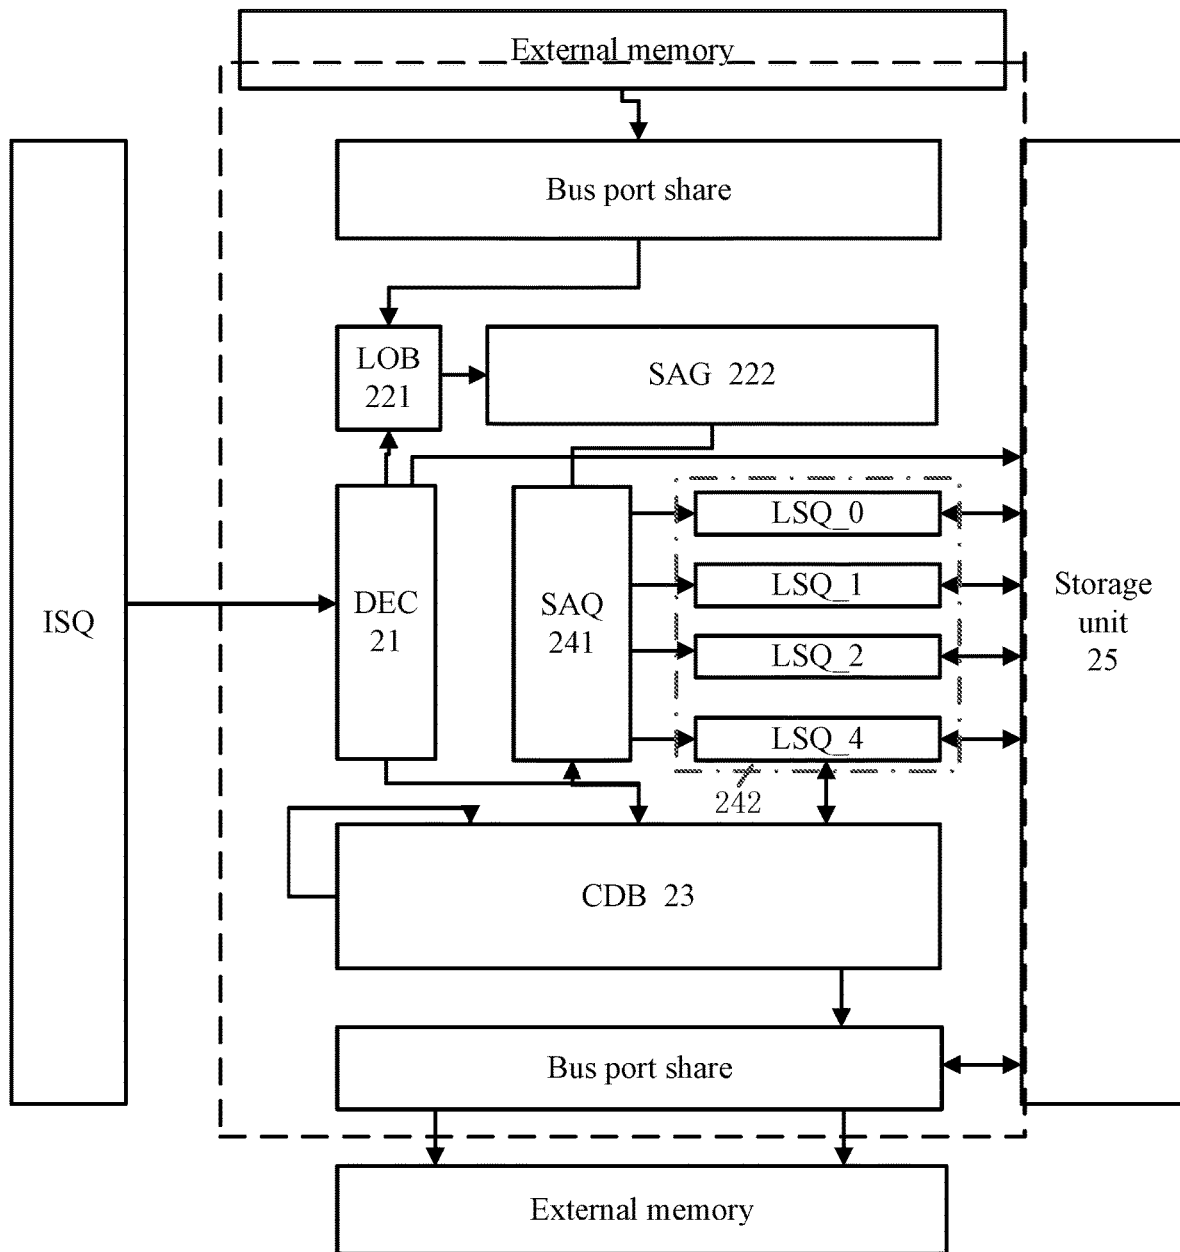 External memory
Bus port share
LOB
221
SAG 222
LSQ_0
LSQ_1
LSQ_2
LSQ_4
ISQ
DEC
21
SAQ
241
Storage
unit
25
242
CDB 23
Bus port share
External memory